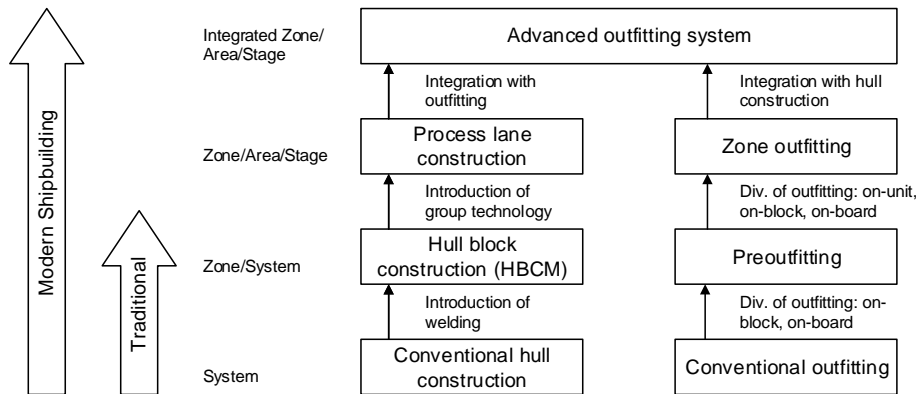 Modern Shipbuilding
Traditional
Integrated Zone/
Area/Stage
Advanced outfitting system
Integration with
outfitting
Integration with hull
construction
Zone/Area/Stage
Process lane
construction
Zone outfitting
Introduction of
group technology
Div. of outfitting: on-unit,
on-block, on-board
Zone/System
Hull block
construction (HBCM)
Preoutfitting
Introduction of
welding
Div. of outfitting: on-
block, on-board
System
Conventional hull
construction
Conventional outfitting